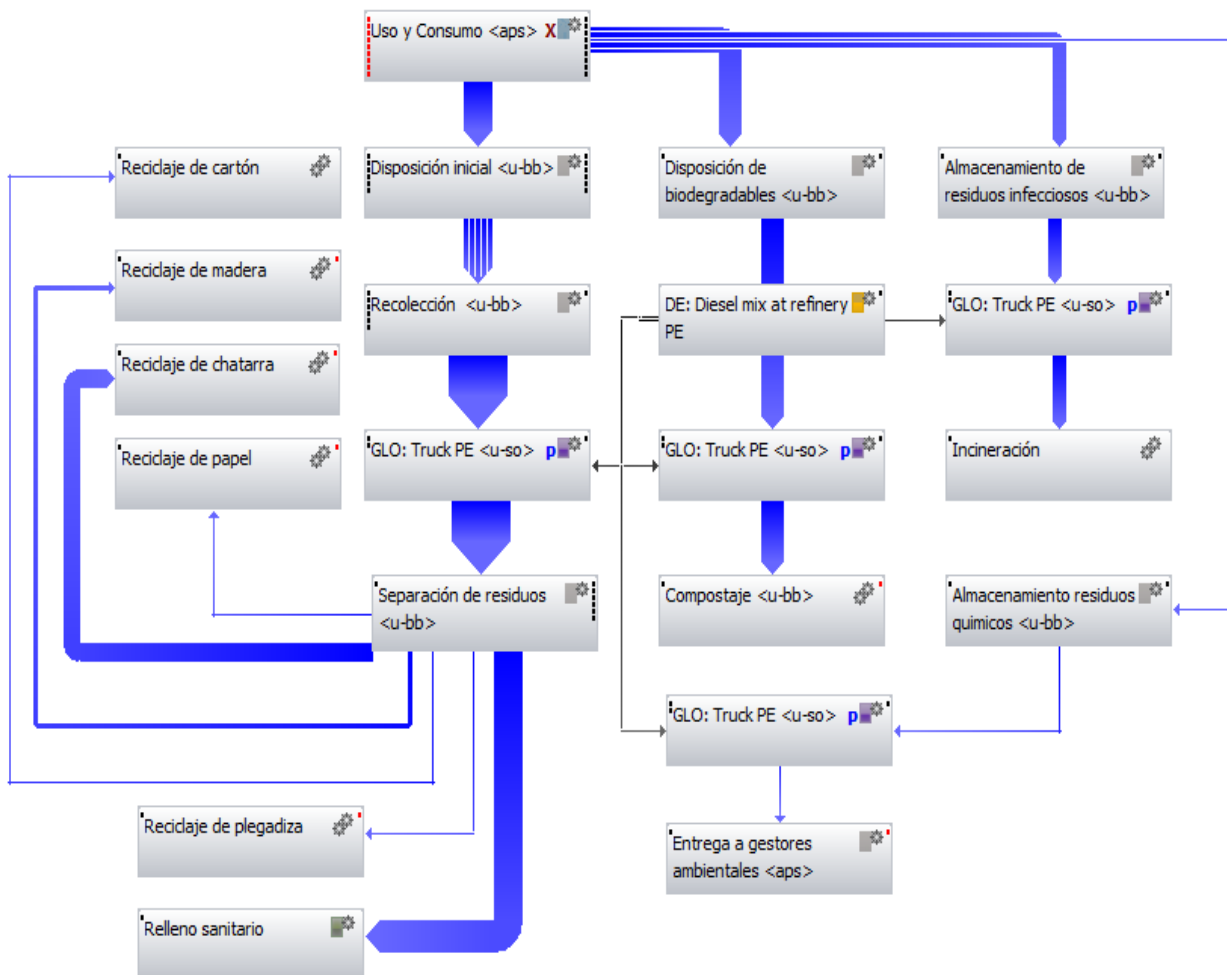 Uso y Consumo <aps> X
Reciclaje de cartón
Disposición inicial <u-bb>
Disposición de
biodegradables <u-bb>
Almacenamiento de
residuos infecciosos <u-bb>
Reciclaje de madera
Recolección <u-bb>
DE: Diesel mix at refinery
PE
GLO: Truck PE <u-so> p
Reciclaje de chatarra
Reciclaje de papel
GLO: Truck PE <u-so> p
GLO: Truck PE <u-so> p
Incineración
Separación de residuos
<u-bb>
Compostaje <u-bb>
Almacenamiento residuos
quimicos <u-bb>
GLO: Truck PE <u-so> p
Reciclaje de plegadiza
Entrega a gestores
ambientales <aps>
Relleno sanitario